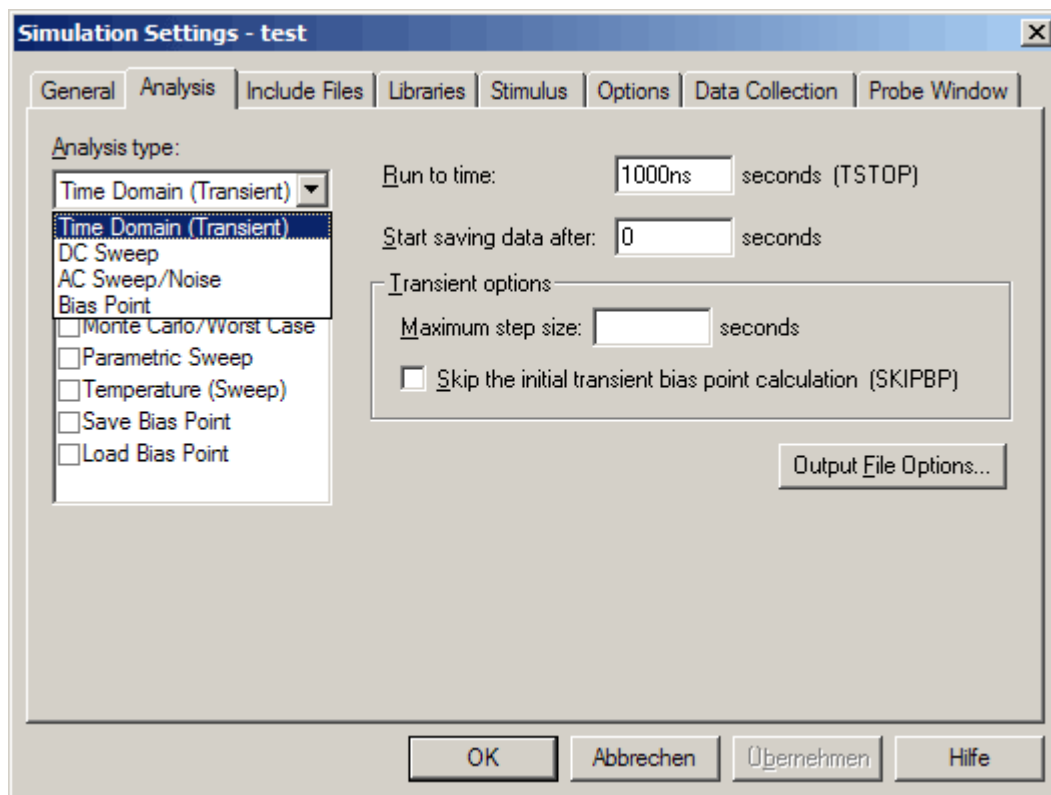 Simulation Settings - test
General Analysis Include Files Libraries Stimulus Options Data Collection Probe Window
Analysis type:
Time Domain (Transient)
Time Domain (Transient)
DC Sweep
AC Sweep/Noise
Bias Point
Monte Carlo/Worst Case
Parametric Sweep
Temperature (Sweep)
Save Bias Point
Load Bias Point
Run to time: 1000ns seconds (TSTOP)
Start saving data after: 0 seconds
Transient options
Maximum step size: seconds
Skip the initial transient bias point calculation (SKIPBP)
Output File Options...
OK Abbrechen Übernehmen Hilfe